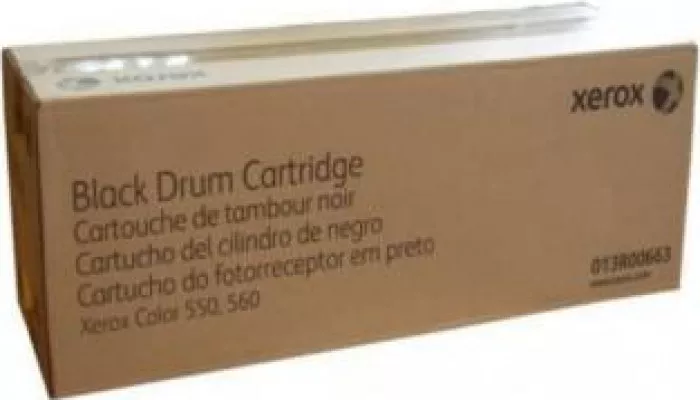 xerox
Black Drum Cartridge
Cartouche de tambour noir
Cartucho del cilindro de negro
Cartucho do fotorreceptor em preto
Xerox Color 550, 560
013R00663